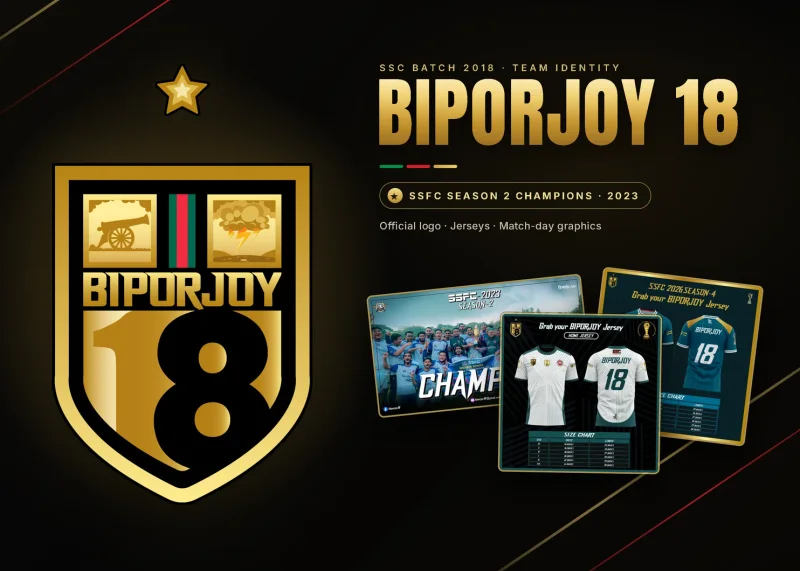 SSC BATCH 2018 · TEAM IDENTITY
BIPORJOY 18
SSFC SEASON 2 CHAMPIONS · 2023
Official logo · Jerseys · Match-day graphics
BIPORJOY
18
SSFC-2023
SEASON-2
CHAMP
Grab your BIPORJOY Jersey
HOME JERSEY
BIPORJOY
18
SIZE CHART
SSFC 2026 SEASON-4
Grab your BIPORJOY Jersey
BIPORJOY
18
ZE CHART